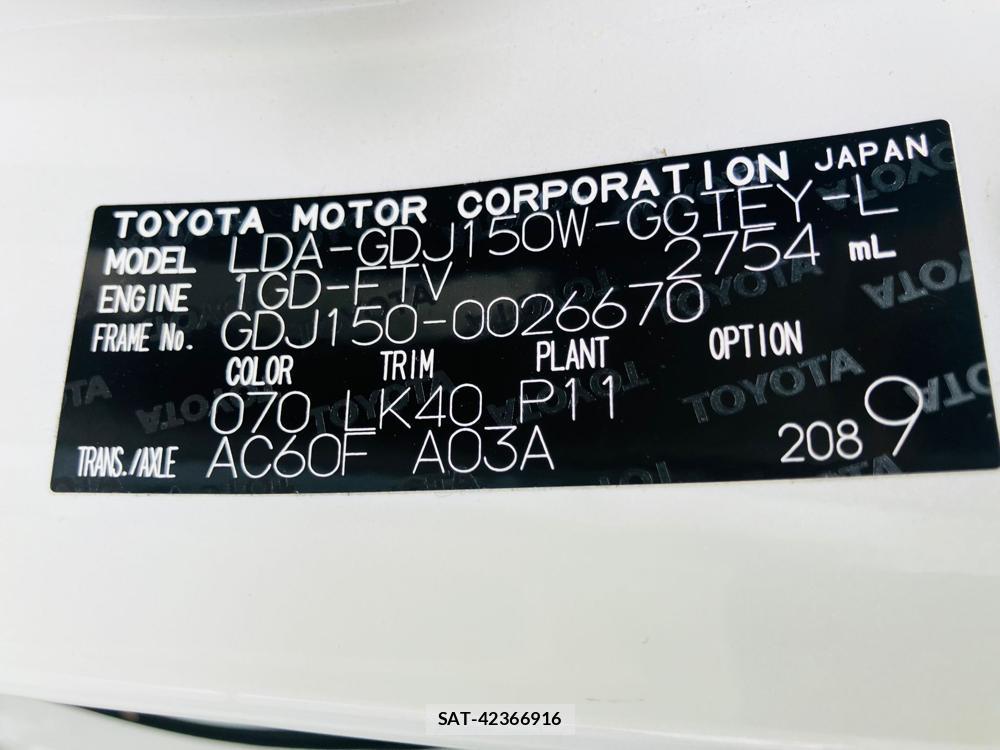 TOYOTA MOTOR CORPORATION JAPAN
MODEL LDA-GDJ150W-GGTEY-L
ENGINE 1GD-FTV 2754 mL
FRAME No. GDJ150-0026670
COLOR TRIM PLANT OPTION
070 LK40 P11
TRANS./AXLE AC60F A03A 2089
SAT-42366916